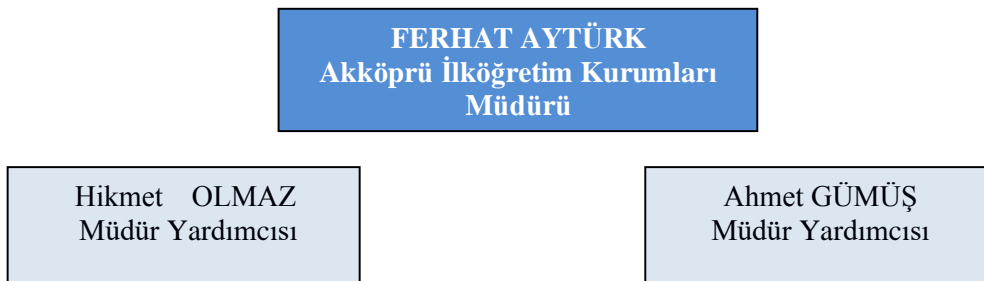 FERHAT AYTÜRK
Akköprü İlköğretim Kurumları
Müdürü
Hikmet OLMAZ
Müdür Yardımcısı
Ahmet GÜMÜŞ
Müdür Yardımcısı